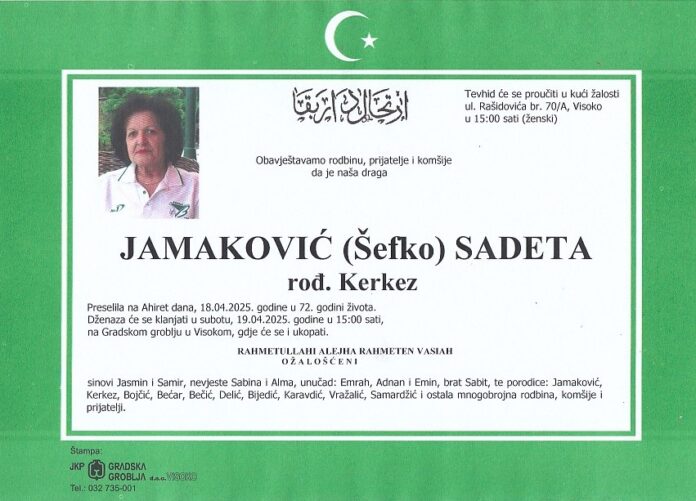 ارتحال دار بقا
Tevhid će se proučiti u kući žalosti
ul. Rašidovića br. 70/A, Visoko
u 15:00 sati (ženski)
Obavještavamo rodbinu, prijatelje i komšije
da je naša draga
JAMAKOVIĆ (Šefko) SADETA
rođ. Kerkez
Preselila na Ahiret dana, 18.04.2025. godine u 72. godini života.
Dženaza će se klanjati u subotu, 19.04.2025. godine u 15:00 sati,
na Gradskom groblju u Visokom, gdje će se i ukopati.
RAHMETULLAHI ALEJHA RAHMETEN VASIAH
OŽALOŠĆENI
sinovi Jasmin i Samir, nevjeste Sabina i Alma, unučad: Emrah, Adnan i Emin, brat Sabit, te porodice: Jamaković,
Kerkez, Bojčić, Bećar, Bečić, Delić, Bijedić, Karavdić, Vražalić, Samardžić i ostala mnogobrojna rodbina, komšije i
prijatelji.
Štampa:
JKP GRADSKA
GROBLJA d.o.o. VISOKO
Tel.: 032 735-001